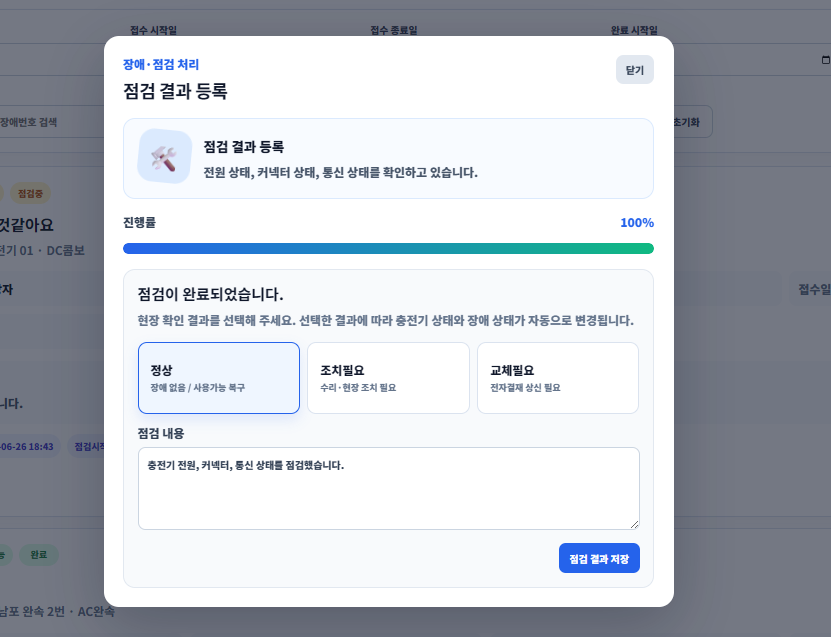 접수 시작일 접수 종료일 완료 시작일
장애번호 검색 초기화
점검중
것같아요
전기 01 · DC콤보
접수일
니다.
06-26 18:43 점검시작
완료
남포 완속 2번 · AC완속
장애·점검 처리
닫기
점검 결과 등록
점검 결과 등록
전원 상태, 커넥터 상태, 통신 상태를 확인하고 있습니다.
진행률 100%
점검이 완료되었습니다.
현장 확인 결과를 선택해 주세요. 선택한 결과에 따라 충전기 상태와 장애 상태가 자동으로 변경됩니다.
정상 조치필요 교체필요
장애 없음 / 사용가능 복구 수리·현장 조치 필요 전자결재 상신 필요
점검 내용
충전기 전원, 커넥터, 통신 상태를 점검했습니다.
점검 결과 저장